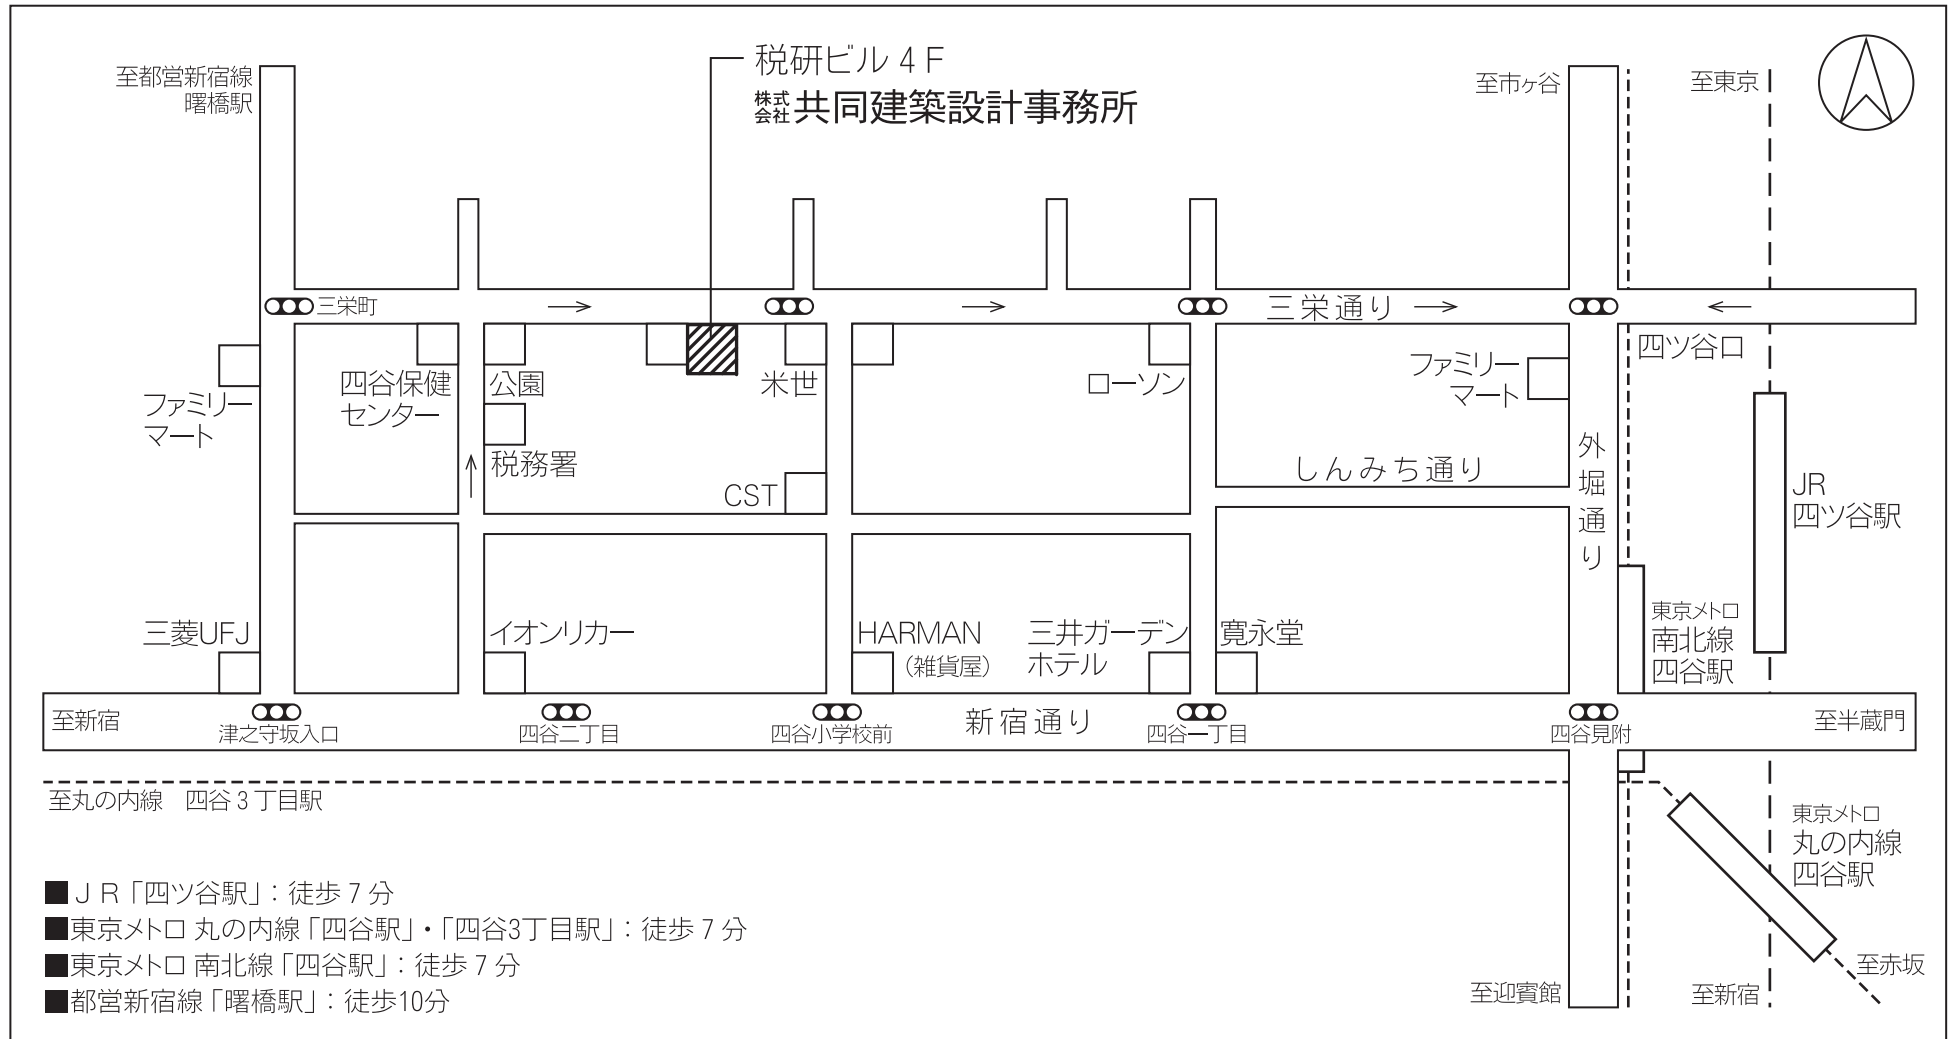 税研ビル 4 F
株式会社 共同建築設計事務所
至都営新宿線
曙橋駅
至市ヶ谷
至東京
三栄町
三栄通り
四ツ谷口
ファミリー
マート
四谷保健
センター
公園
税務署
米世
CST
ローソン
ファミリー
マート
しんみち通り
外堀通り
JR
四ツ谷駅
三菱UFJ
イオンリカー
HARMAN
(雑貨屋)
三井ガーデン
ホテル
寛永堂
東京メトロ
南北線
四谷駅
至新宿
津之守坂入口
四谷二丁目
四谷小学校前
新宿通り
四谷一丁目
四谷見附
至半蔵門
至丸の内線　四谷 3 丁目駅
東京メトロ
丸の内線
四谷駅
至赤坂
至迎賓館
至新宿
■ＪＲ「四ツ谷駅」：徒歩 7 分
■東京メトロ 丸の内線「四谷駅」・「四谷3丁目駅」：徒歩 7 分
■東京メトロ 南北線「四谷駅」：徒歩 7 分
■都営新宿線「曙橋駅」：徒歩10分